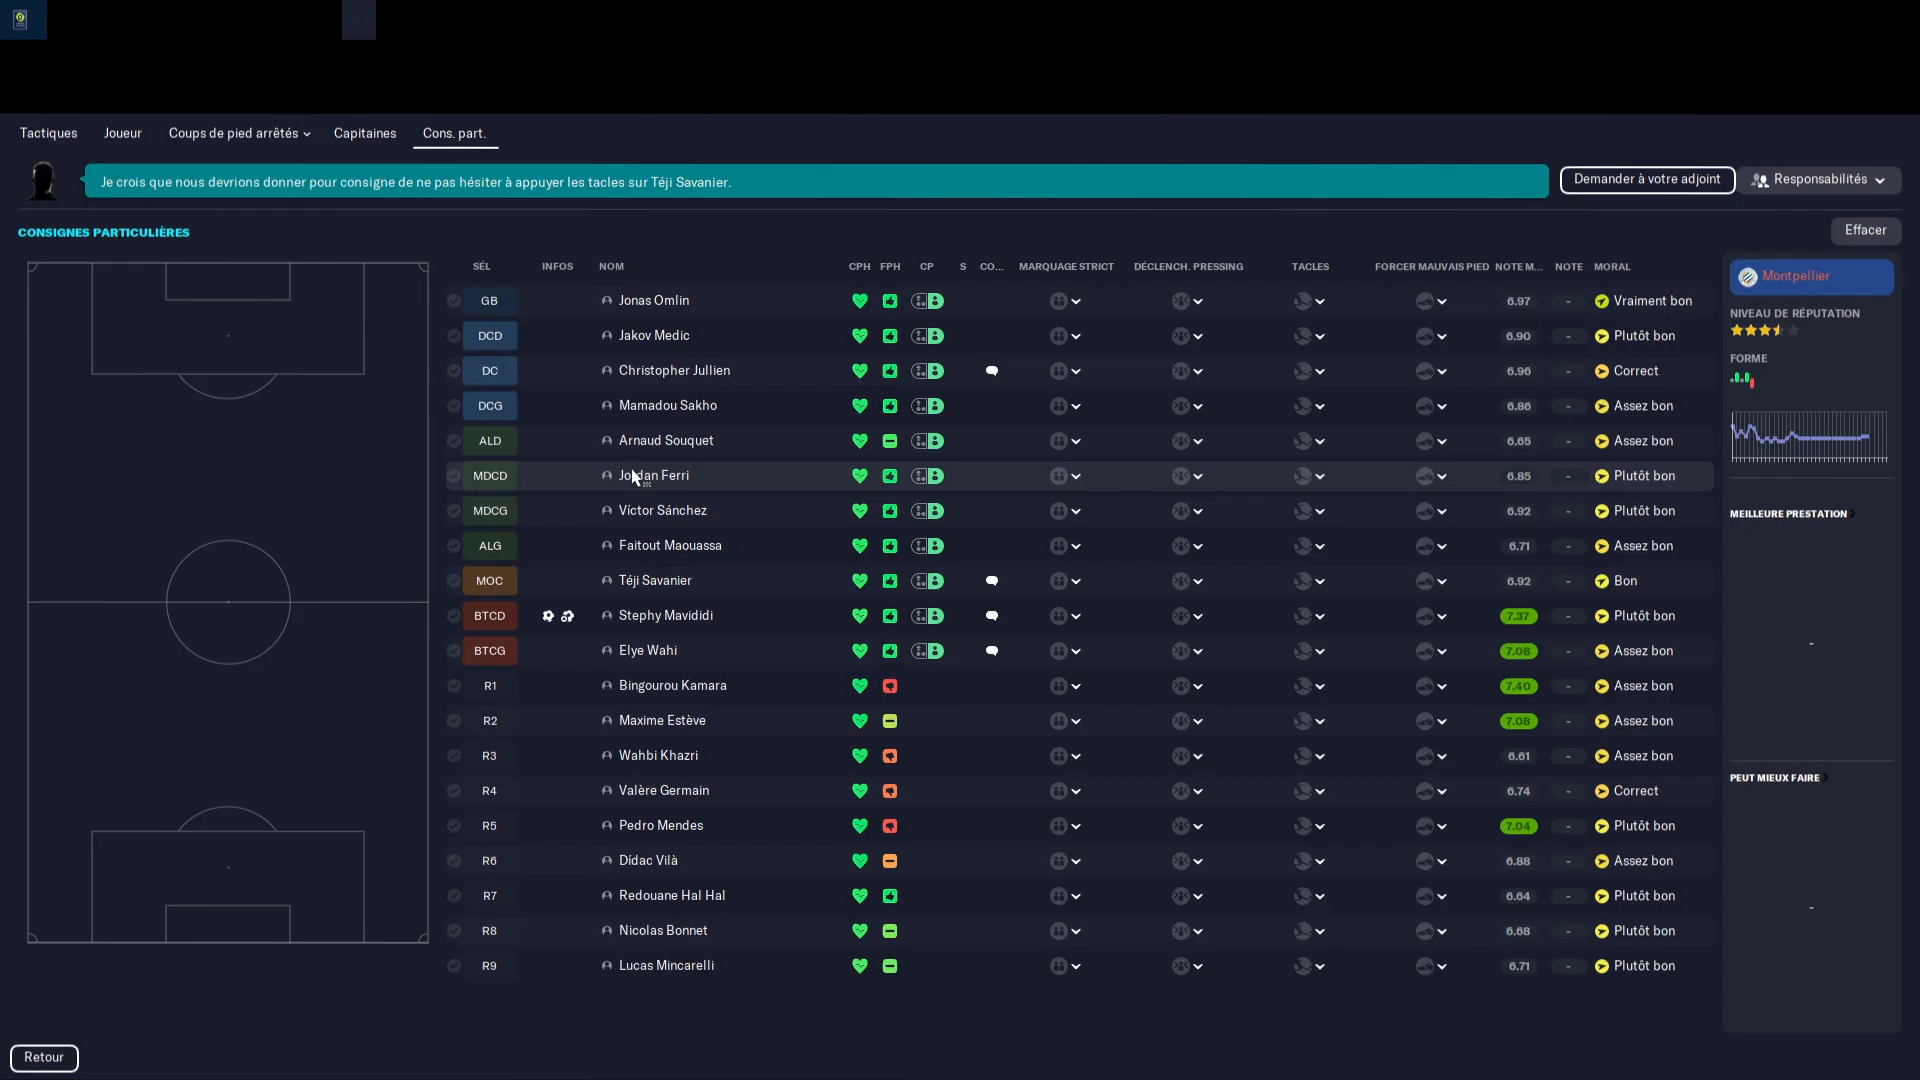 Tactiques Joueur Coups de pied arrêtés Capitaines Cons. part.
Je crois que nous devrions donner pour consigne de ne pas hésiter à appuyer les tacles sur Téji Savanier. Demander à votre adjoint Responsabilités
CONSIGNES PARTICULIÈRES Effacer
SÉL INFOS NOM CPH FPH CP S CO... MARQUAGE STRICT DÉCLENCH. PRESSING TACLES FORCER MAUVAIS PIED NOTE M... NOTE MORAL
GB Jonas Omlin 6.97 - Vraiment bon
DCD Jakov Medic 6.90 - Plutôt bon
DC Christopher Jullien 6.96 - Correct
DCG Mamadou Sakho 6.86 - Assez bon
ALD Arnaud Souquet 6.65 - Assez bon
MDCD Jordan Ferri 6.85 - Plutôt bon
MDCG Víctor Sánchez 6.92 - Plutôt bon
ALG Faitout Maouassa 6.71 - Assez bon
MOC Téji Savanier 6.92 - Bon
BTCD Stephy Mavididi 7.37 - Plutôt bon
BTCG Elye Wahi 7.08 - Assez bon
R1 Bingourou Kamara 7.40 - Assez bon
R2 Maxime Estève 7.08 - Assez bon
R3 Wahbi Khazri 6.61 - Assez bon
R4 Valère Germain 6.74 - Correct
R5 Pedro Mendes 7.04 - Plutôt bon
R6 Dídac Vilà 6.88 - Assez bon
R7 Redouane Hal Hal 6.64 - Plutôt bon
R8 Nicolas Bonnet 6.68 - Plutôt bon
R9 Lucas Mincarelli 6.71 - Plutôt bon
Montpellier
NIVEAU DE RÉPUTATION
FORME
MEILLEURE PRESTATION
-
PEUT MIEUX FAIRE
-
Retour